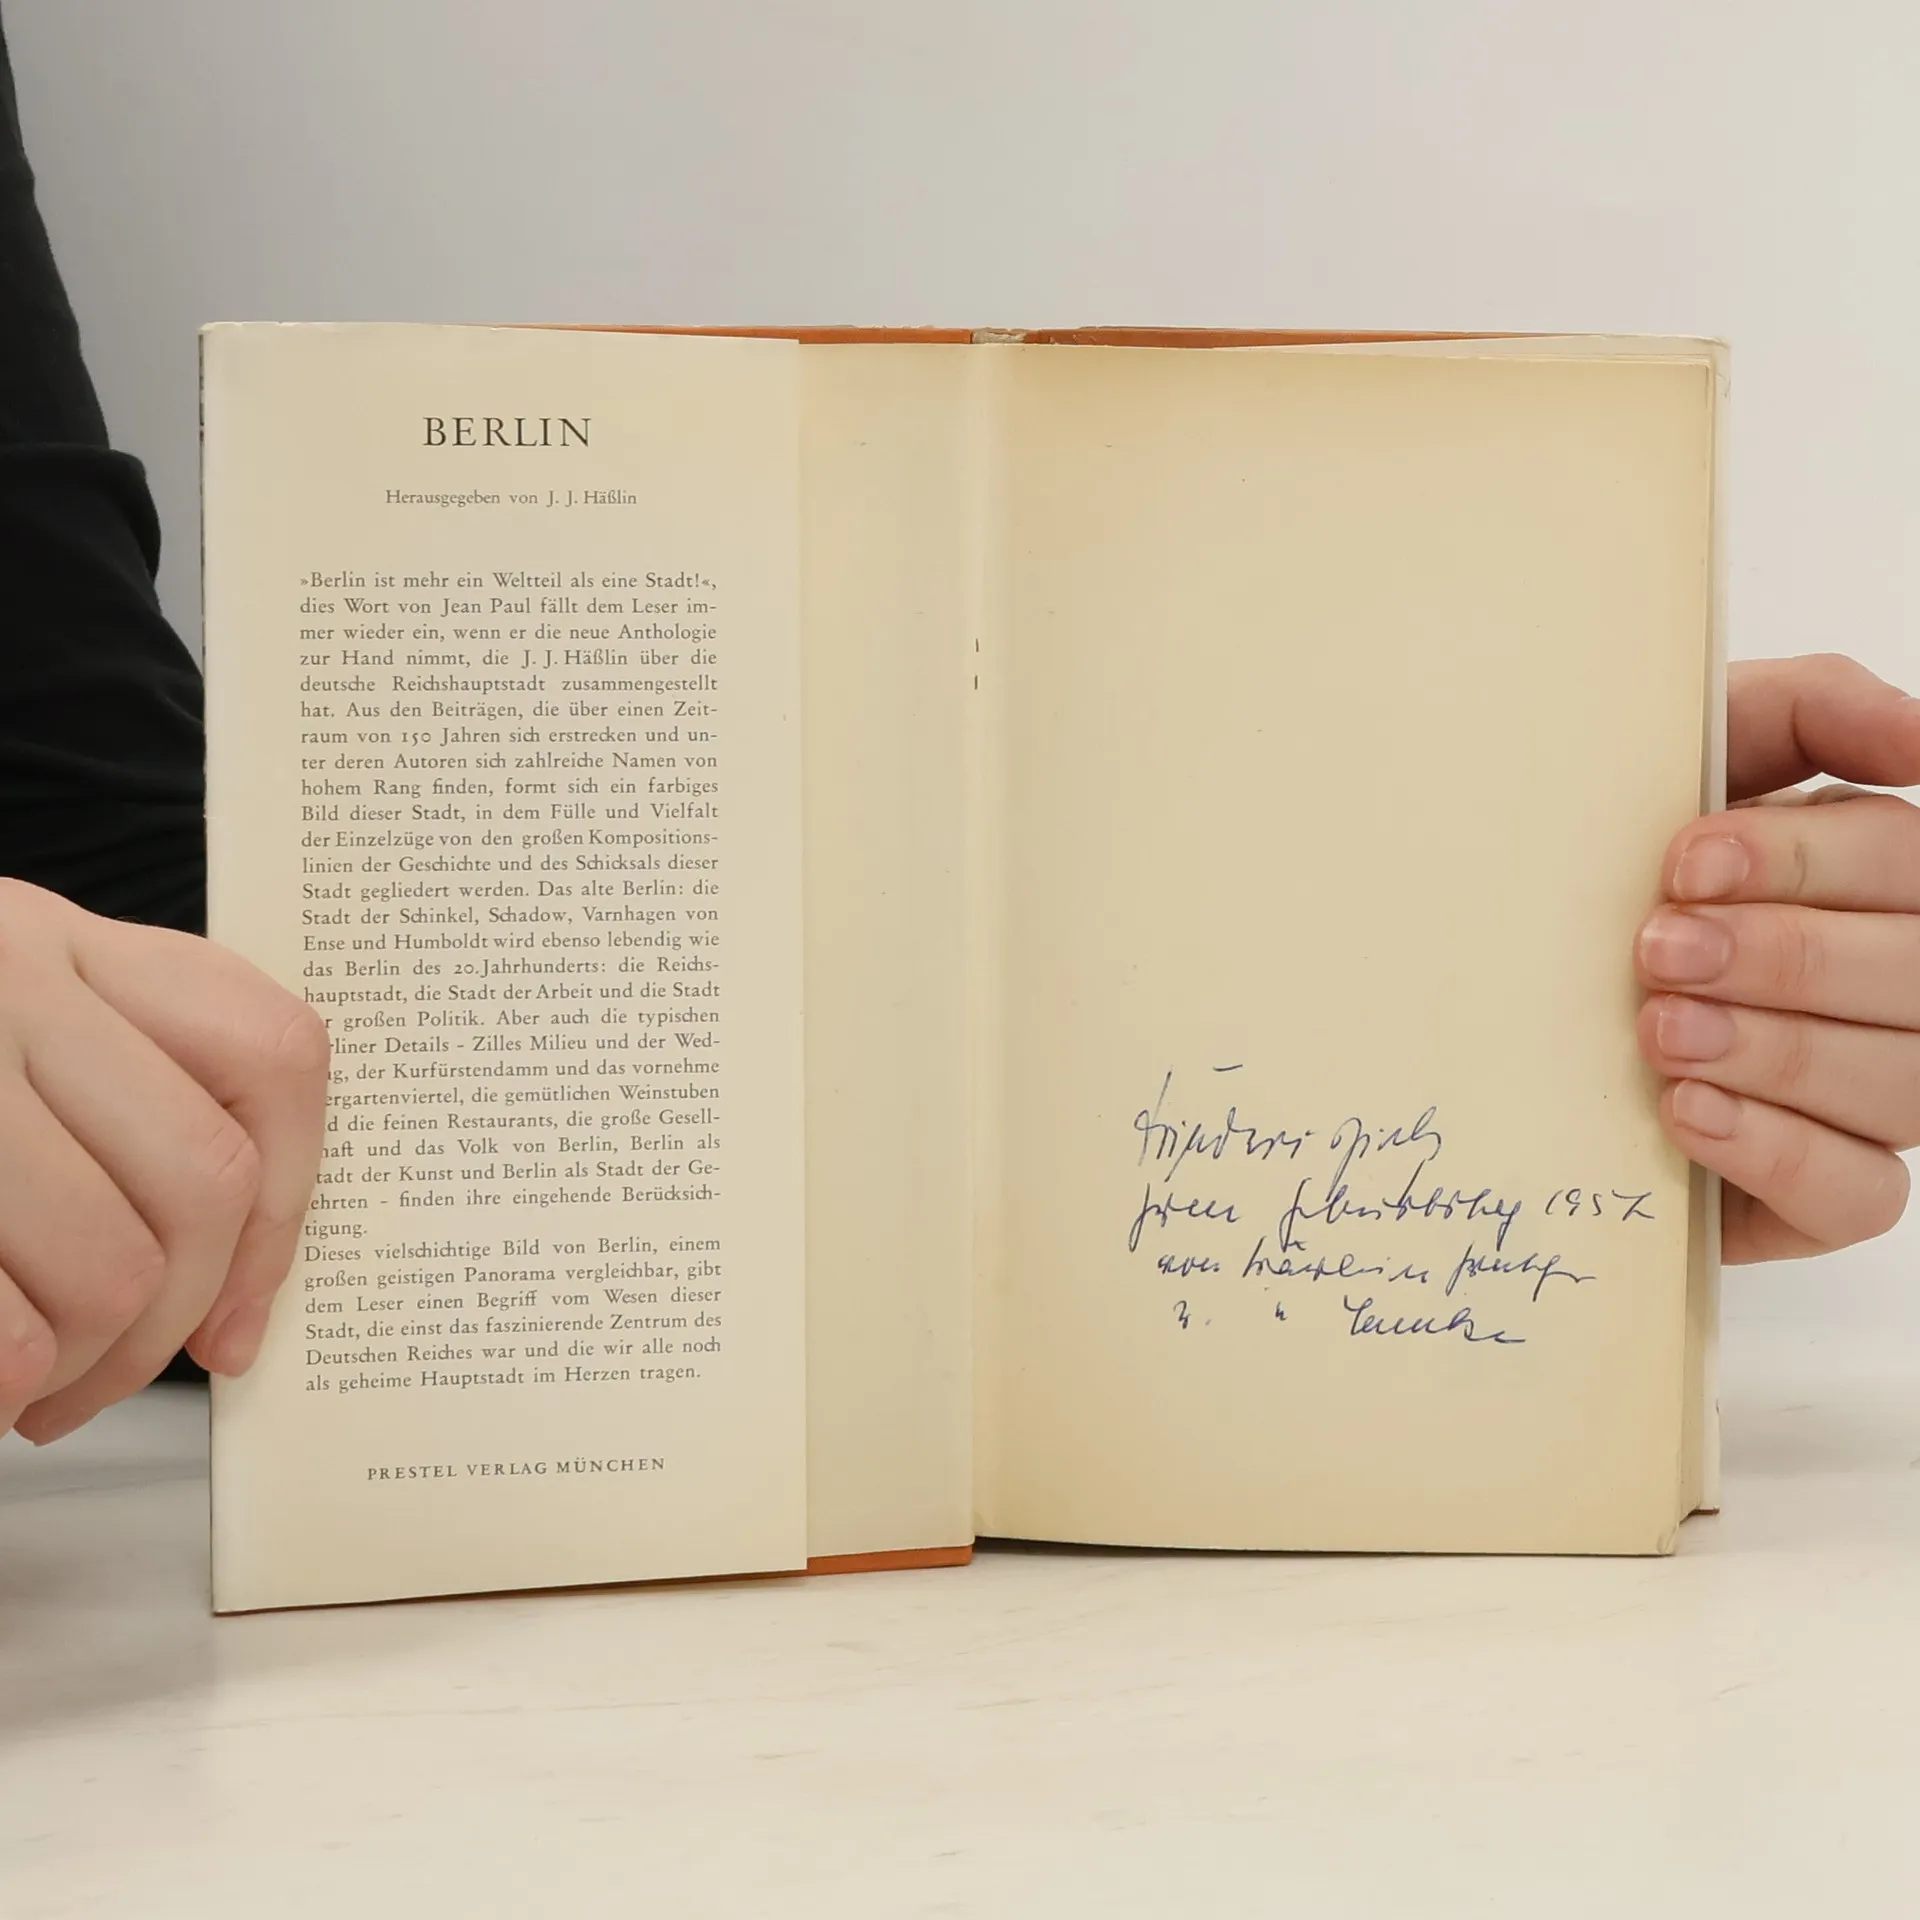 BERLIN
Herausgegeben von J. J. Häßlin
»Berlin ist mehr ein Weltteil als eine Stadt!«,
dies Wort von Jean Paul fällt dem Leser im-
mer wieder ein, wenn er die neue Anthologie
zur Hand nimmt, die J. J. Häßlin über die
deutsche Reichshauptstadt zusammengestellt
hat. Aus den Beiträgen, die über einen Zeit-
raum von 150 Jahren sich erstrecken und un-
ter deren Autoren sich zahlreiche Namen von
hohem Rang finden, formt sich ein farbiges
Bild dieser Stadt, in dem Fülle und Vielfalt
der Einzelzüge von den großen Kompositions-
linien der Geschichte und des Schicksals dieser
Stadt gegliedert werden. Das alte Berlin: die
Stadt der Schinkel, Schadow, Varnhagen von
Ense und Humboldt wird ebenso lebendig wie
das Berlin des 20. Jahrhunderts: die Reichs-
hauptstadt, die Stadt der Arbeit und die Stadt
r großen Politik. Aber auch die typischen
rliner Details - Zilles Milieu und der Wed-
ng, der Kurfürstendamm und das vornehme
ergartenviertel, die gemütlichen Weinstuben
d die feinen Restaurants, die große Gesell-
haft und das Volk von Berlin, Berlin als
tadt der Kunst und Berlin als Stadt der Ge-
ehrten - finden ihre eingehende Berücksich-
tigung.
Dieses vielschichtige Bild von Berlin, einem
großen geistigen Panorama vergleichbar, gibt
dem Leser einen Begriff vom Wesen dieser
Stadt, die einst das faszinierende Zentrum des
Deutschen Reiches war und die wir alle noch
als geheime Hauptstadt im Herzen tragen.
PRESTEL VERLAG MÜNCHEN
Geburtstag 1957
von Fräulein